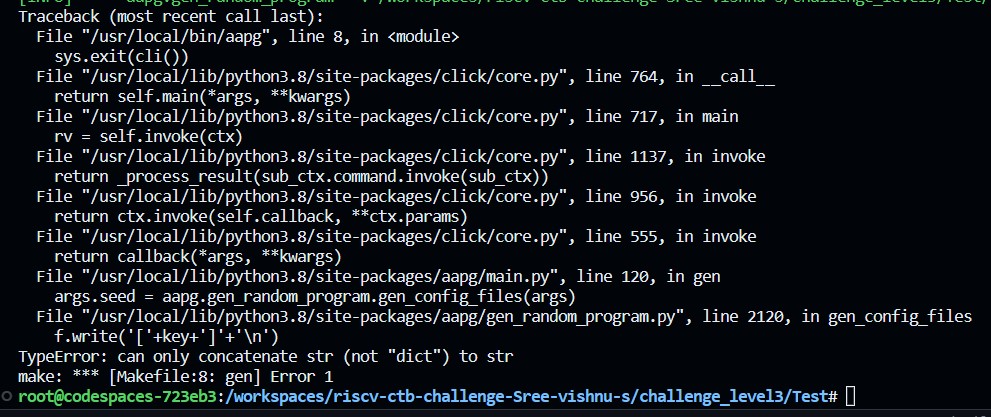 Traceback (most recent call last):
File "/usr/local/bin/aapg", line 8, in <module>
sys.exit(cli())
File "/usr/local/lib/python3.8/site-packages/click/core.py", line 764, in __call__
return self.main(*args, **kwargs)
File "/usr/local/lib/python3.8/site-packages/click/core.py", line 717, in main
rv = self.invoke(ctx)
File "/usr/local/lib/python3.8/site-packages/click/core.py", line 1137, in invoke
return _process_result(sub_ctx.command.invoke(sub_ctx))
File "/usr/local/lib/python3.8/site-packages/click/core.py", line 956, in invoke
return ctx.invoke(self.callback, **ctx.params)
File "/usr/local/lib/python3.8/site-packages/click/core.py", line 555, in invoke
return callback(*args, **kwargs)
File "/usr/local/lib/python3.8/site-packages/aapg/main.py", line 120, in gen
args.seed = aapg.gen_random_program.gen_config_files(args)
File "/usr/local/lib/python3.8/site-packages/aapg/gen_random_program.py", line 2120, in gen_config_files
f.write('['+key+']'+'\n')
TypeError: can only concatenate str (not "dict") to str
make: *** [Makefile:8: gen] Error 1
root@codespaces-723eb3:/workspaces/riscv-ctb-challenge-Sree-vishnu-s/challenge_level3/Test#